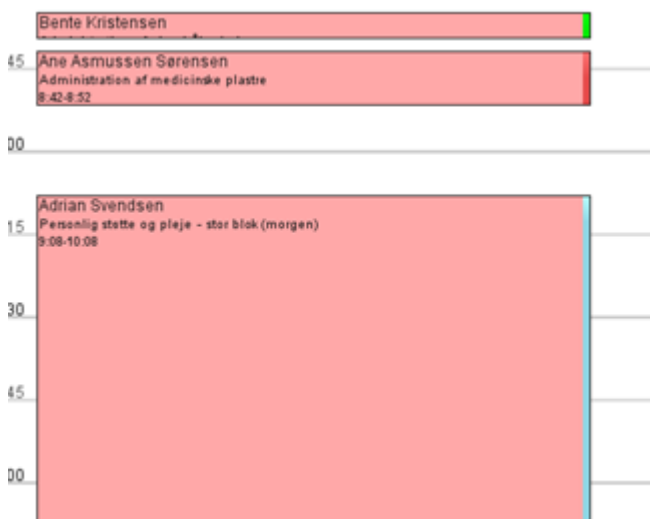 Bente Kristensen
45
Ane Asmussen Sørensen
Administration af medicinske plastre
8:42-8:52
00
Adrian Svendsen
15
Personlig støtte og pleje - stor blok (morgen)
9:08-10:08
30
45
00